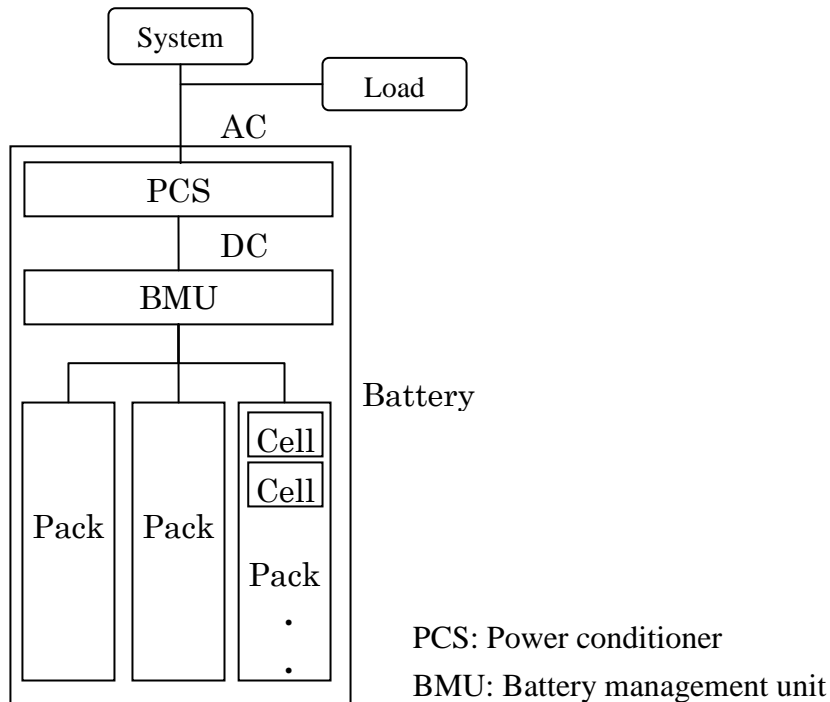 System
Load
AC
PCS
DC
BMU
Battery
Cell
Cell
Pack
Pack
Pack
PCS: Power conditioner
BMU: Battery management unit